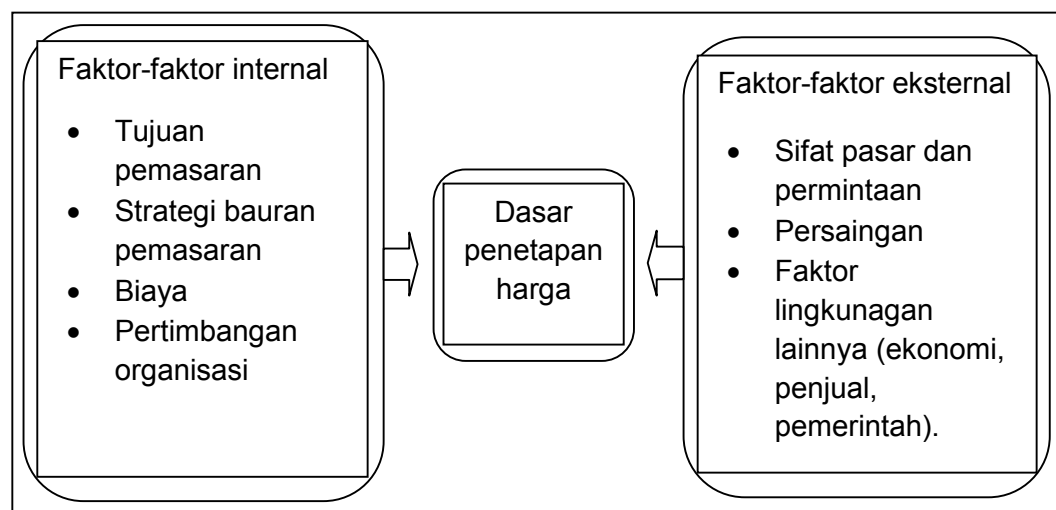 Faktor-faktor internal
• Tujuan
pemasaran
• Strategi bauran
pemasaran
• Biaya
• Pertimbangan
organisasi
Dasar
penetapan
harga
Faktor-faktor eksternal
• Sifat pasar dan
permintaan
• Persaingan
• Faktor
lingkunagan
lainnya (ekonomi,
penjual,
pemerintah).